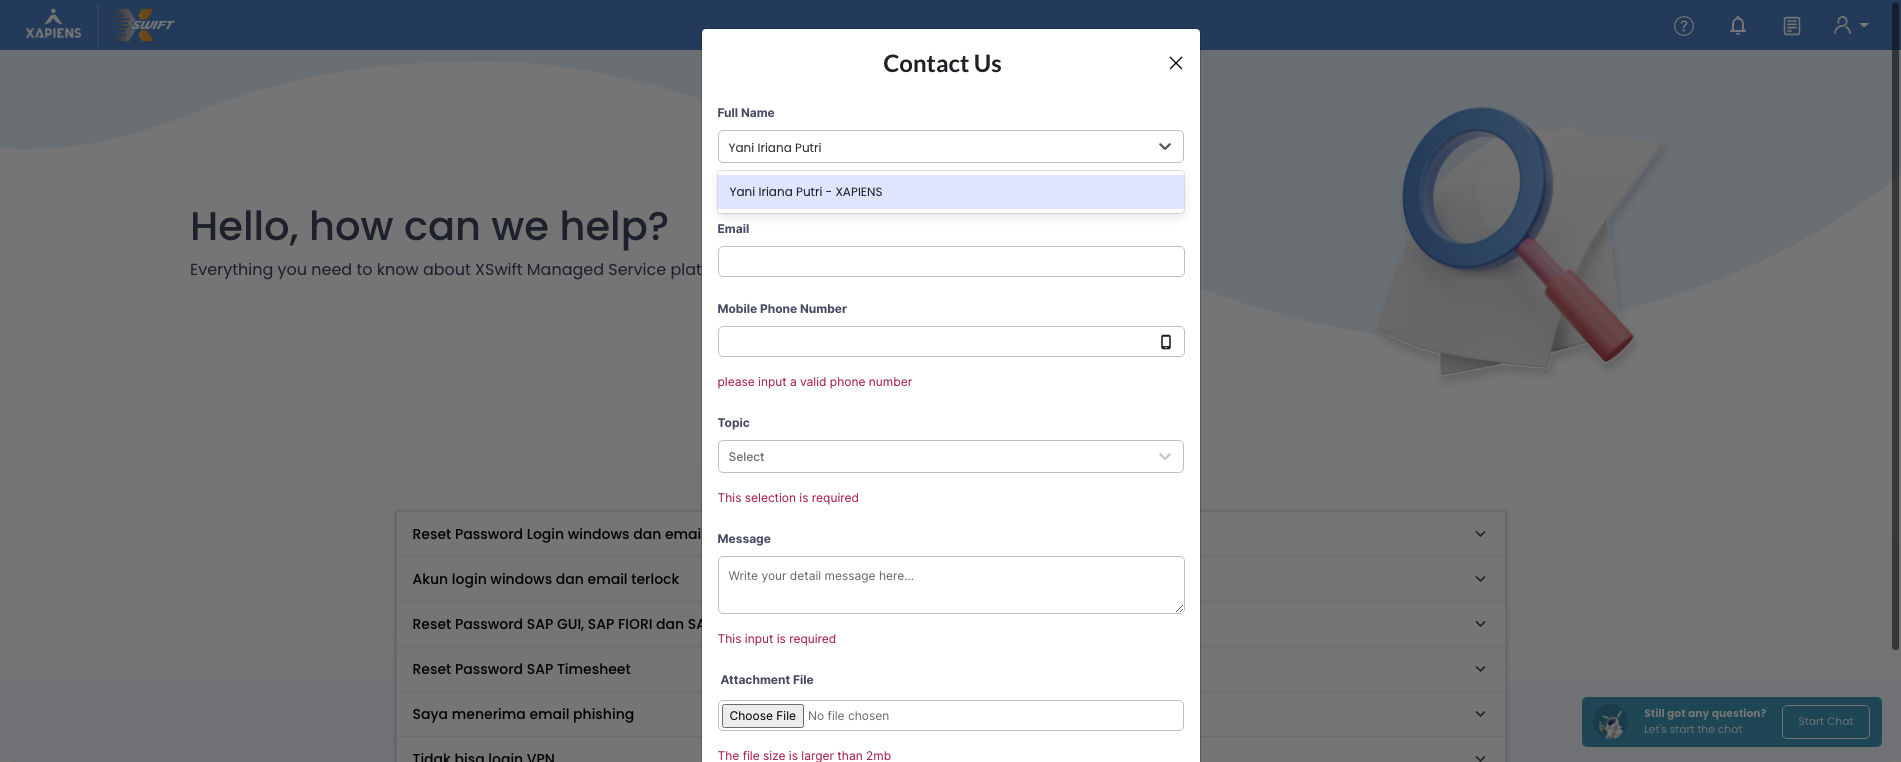 XAPIENS
SWIFT
Contact Us
Full Name
Yani Iriana Putri
Yani Iriana Putri - XAPIENS
Email
Mobile Phone Number
please input a valid phone number
Topic
Select
This selection is required
Message
Write your detail message here...
This input is required
Attachment File
Choose File No file chosen
The file size is larger than 2mb
Hello, how can we help?
Everything you need to know about XSwift Managed Service plat
Reset Password Login windows dan emai
Akun login windows dan email terlock
Reset Password SAP GUI, SAP FIORI dan SA
Reset Password SAP Timesheet
Saya menerima email phishing
Tidak bisa login VPN
Still got any question?
Let's start the chat
Start Chat